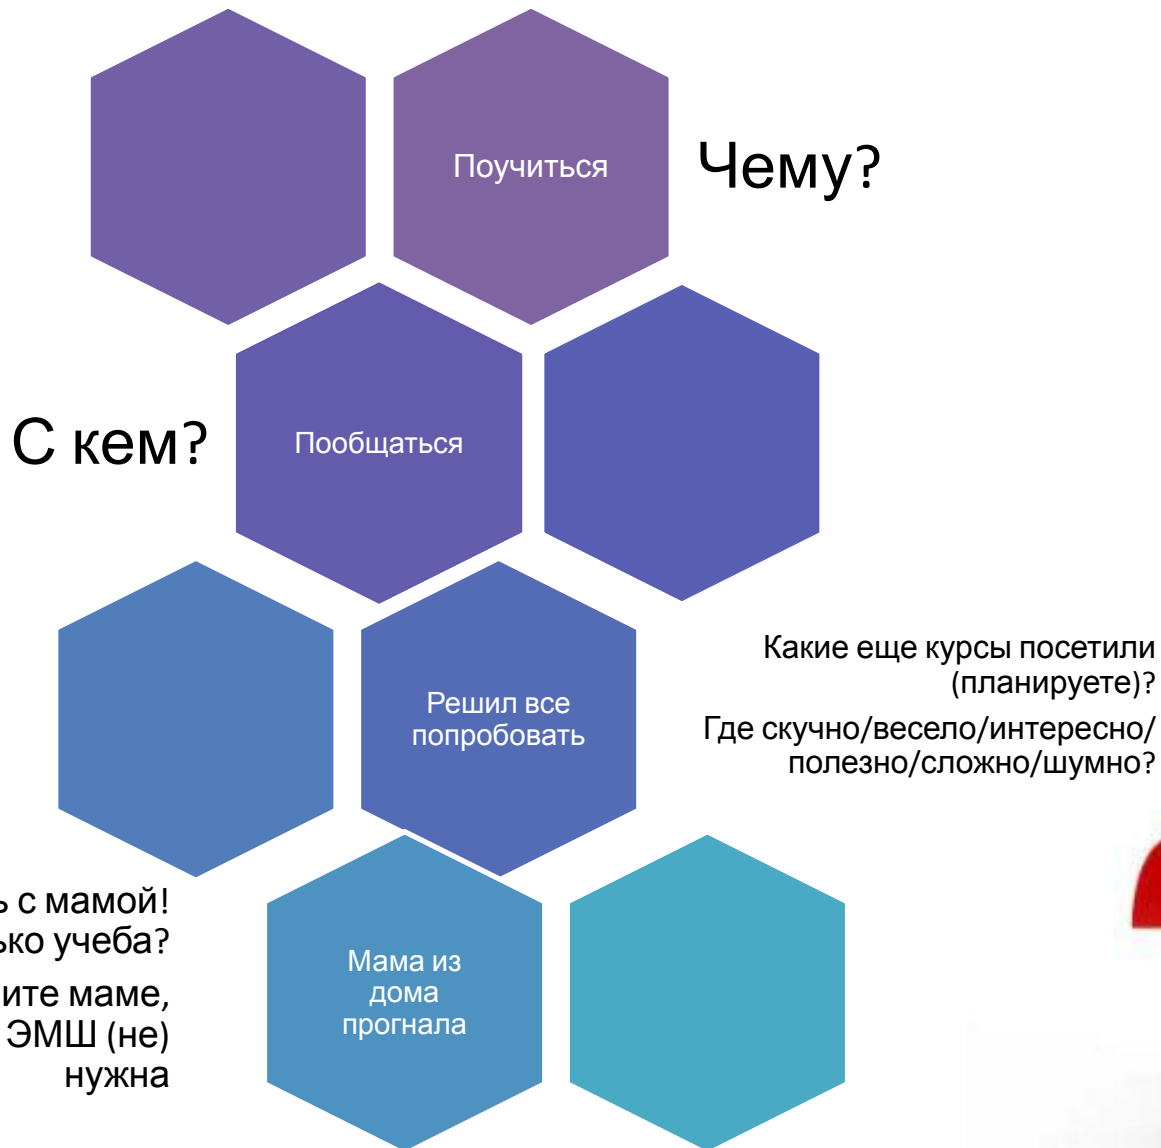 Поучиться
Чему?
С кем?
Пообщаться
Решил все
попробовать
Какие еще курсы посетили
(планируете)?
Где скучно/весело/интересно/
полезно/сложно/шумно?
с мамой!
учеба?
маме,
ЭМШ (не)
нужна
Мама из
дома
прогнала